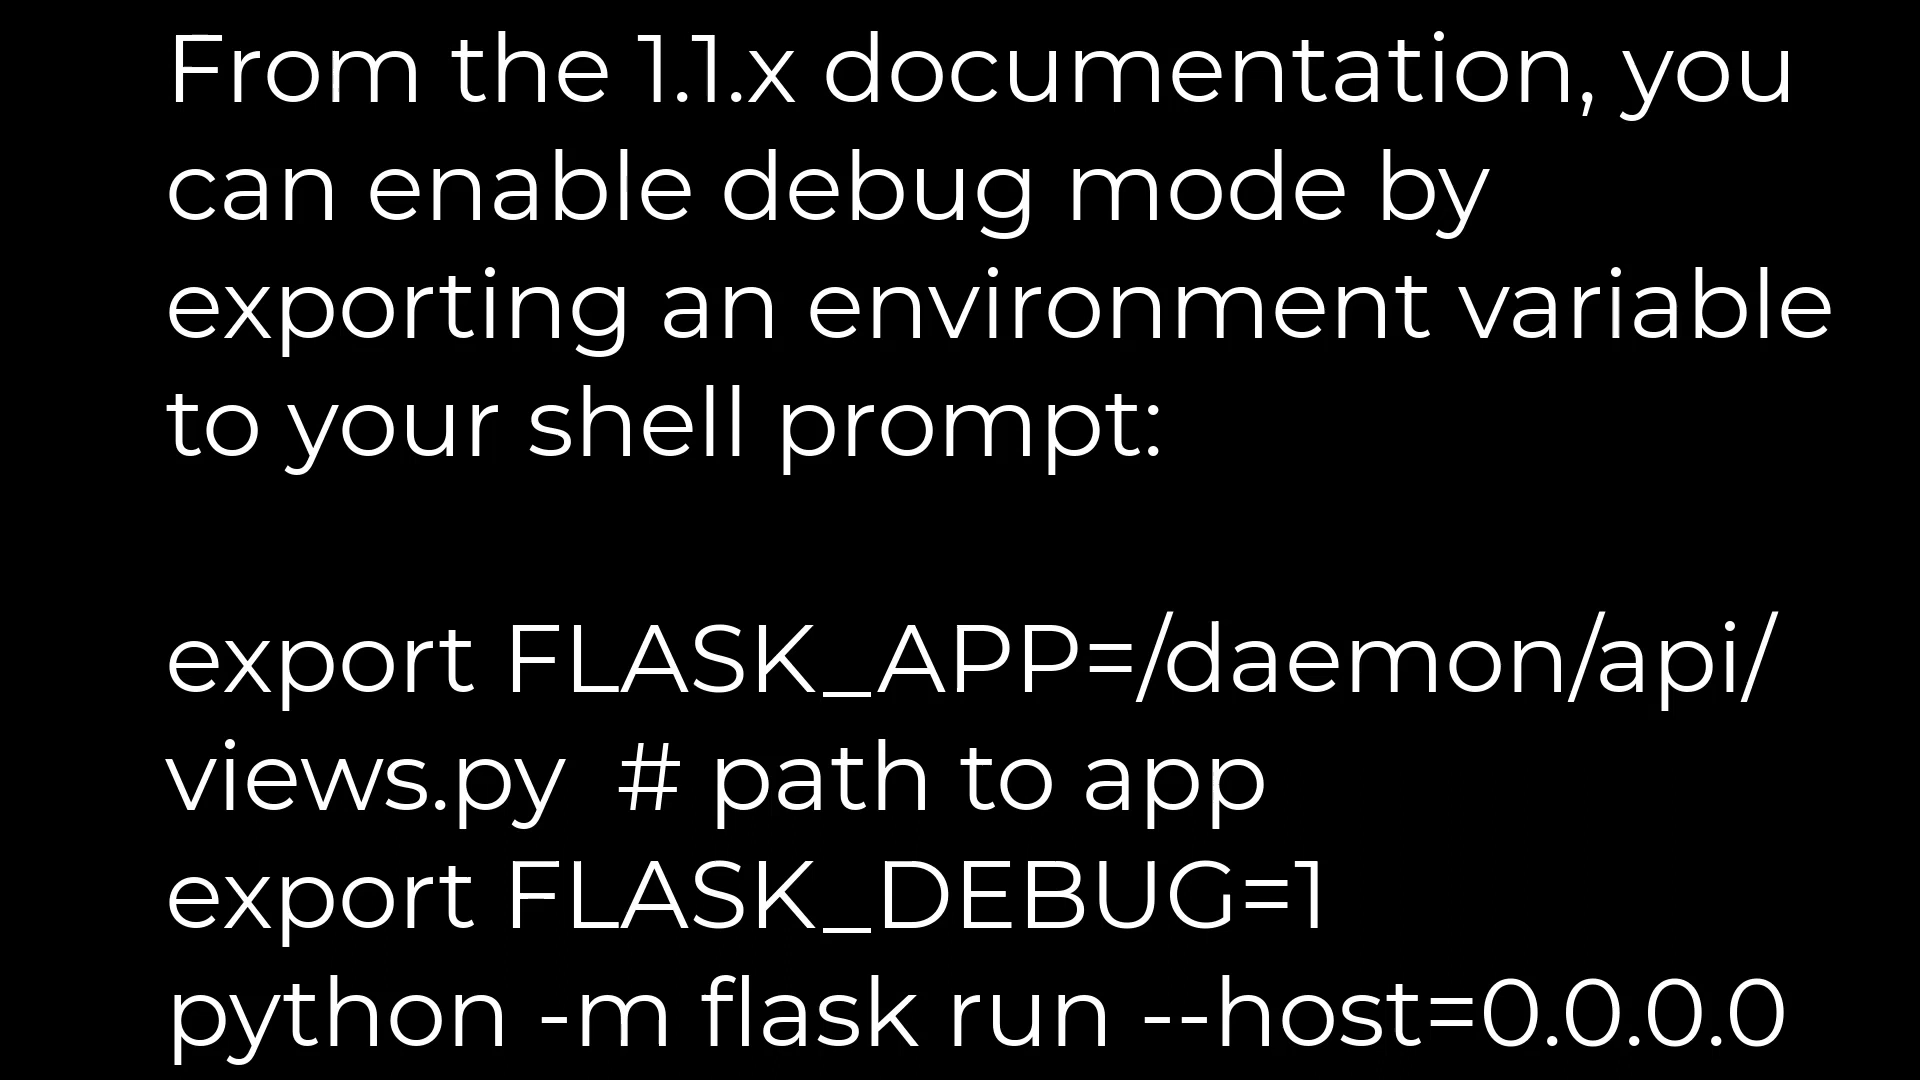 From the 1.1.x documentation, you
can enable debug mode by
exporting an environment variable
to your shell prompt:
export FLASK_APP=/daemon/api/
views.py  # path to app
export FLASK_DEBUG=1
python -m flask run --host=0.0.0.0